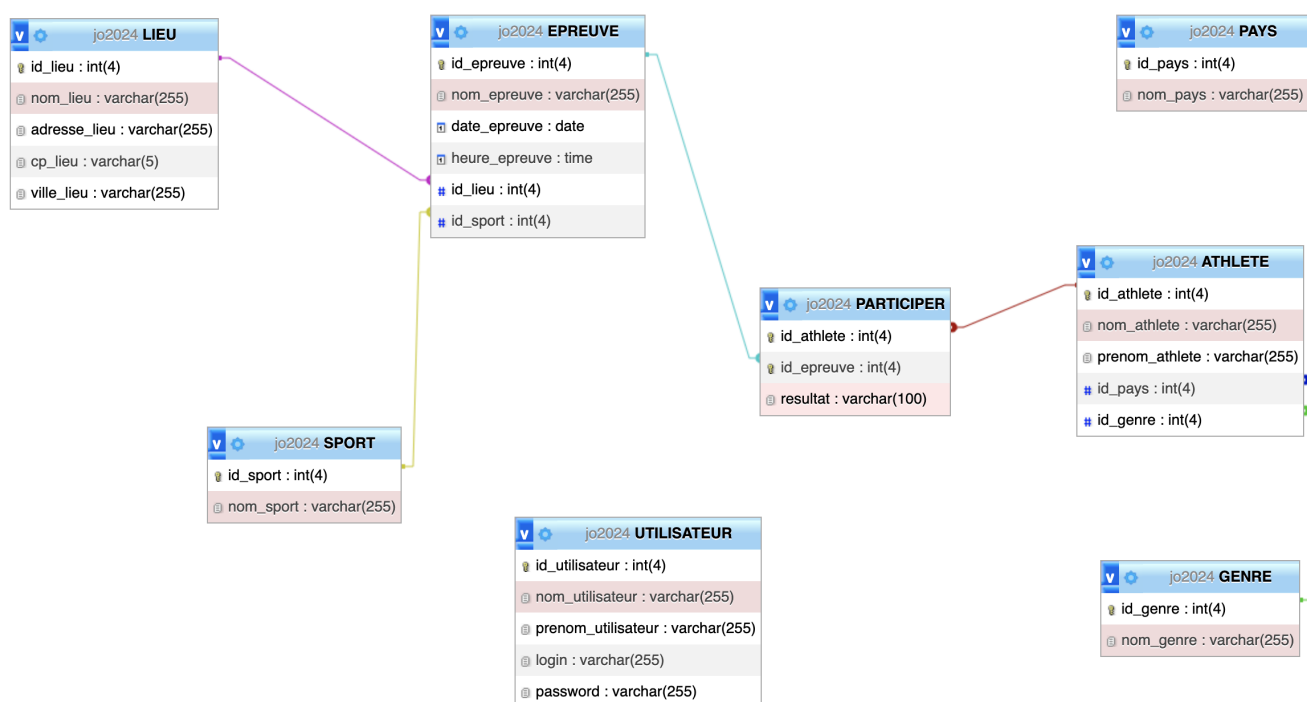 jo2024 LIEU
id_lieu : int(4)
nom_lieu : varchar(255)
adresse_lieu : varchar(255)
cp_lieu : varchar(5)
ville_lieu : varchar(255)
jo2024 EPREUVE
id_epreuve : int(4)
nom_epreuve : varchar(255)
date_epreuve : date
heure_epreuve : time
id_lieu : int(4)
id_sport : int(4)
jo2024 PAYS
id_pays : int(4)
nom_pays : varchar(255)
jo2024 PARTICIPER
id_athlete : int(4)
id_epreuve : int(4)
resultat : varchar(100)
jo2024 ATHLETE
id_athlete : int(4)
nom_athlete : varchar(255)
prenom_athlete : varchar(255)
id_pays : int(4)
id_genre : int(4)
jo2024 SPORT
id_sport : int(4)
nom_sport : varchar(255)
jo2024 UTILISATEUR
id_utilisateur : int(4)
nom_utilisateur : varchar(255)
prenom_utilisateur : varchar(255)
login : varchar(255)
password : varchar(255)
jo2024 GENRE
id_genre : int(4)
nom_genre : varchar(255)